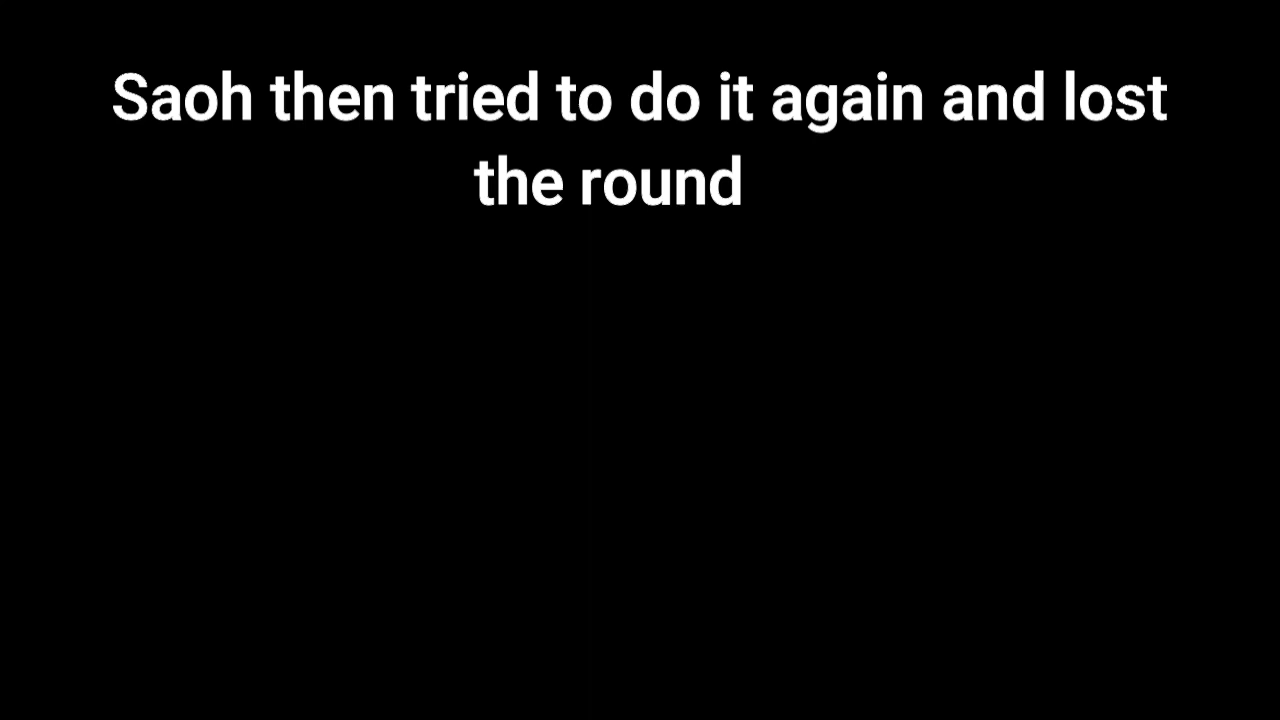 Saoh then tried to do it again and lost
the round